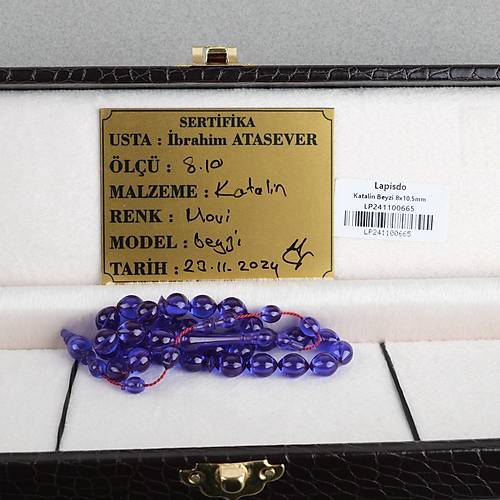 SERTİFİKA
USTA : İbrahim ATASEVER
ÖLÇÜ : 8.10
MALZEME : Katalin
RENK : Movi
MODEL : Beyzi
TARİH : 23.11.2024
Lapisdo
Katalin Beyzi 8x10.5mm
LP241100665
LP241100665